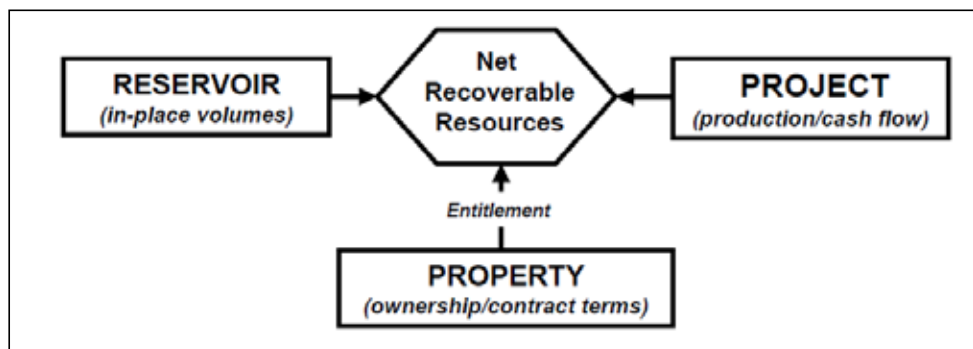 RESERVOIR
(in-place volumes)
Net
Recoverable
Resources
PROJECT
(production/cash flow)
Entitlement
PROPERTY
(ownership/contract terms)